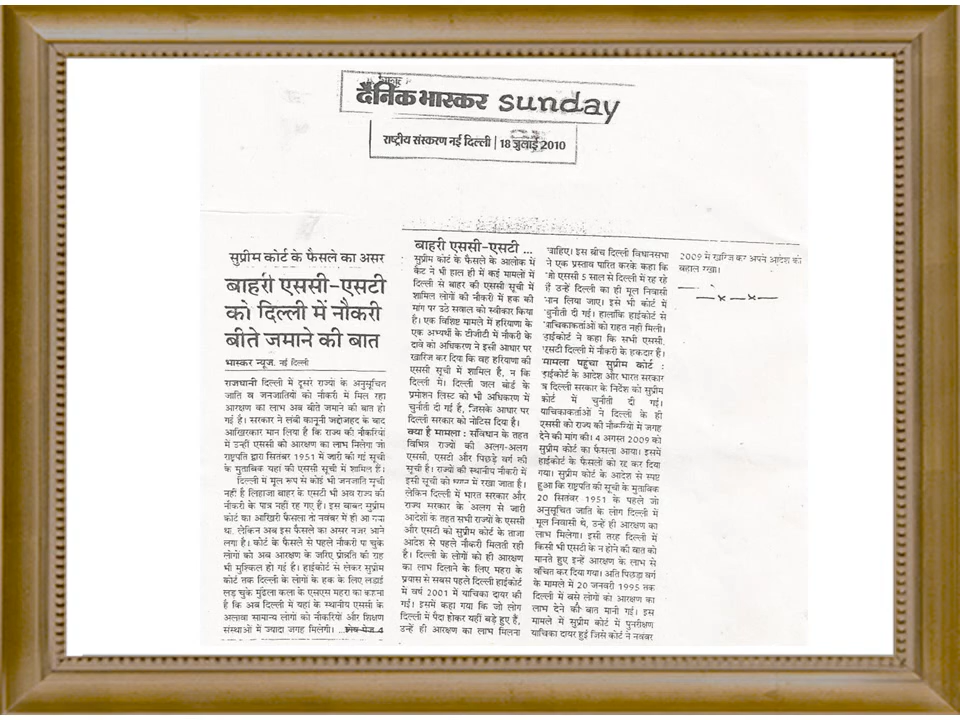 दैनिक भास्कर sunday
राष्ट्रीय संस्करण नई दिल्ली | 18 जुलाई 2010
सुप्रीम कोर्ट के फैसले का असर
बाहरी एससी-एसटी
को दिल्ली में नौकरी
बीते जमाने की बात
भास्कर न्यूज. नई दिल्ली
राजधानी दिल्ली में दूसरे राज्यों के अनुसूचित
जाति व जनजातियों को नौकरी में मिल रहा
आरक्षण का लाभ अब बीते जमाने की बात हो
गई है। सरकार ने लंबी कानूनी जद्दोजहद के बाद
आखिरकार मान लिया है कि राज्य की नौकरियों
में उन्हीं एससी को आरक्षण का लाभ मिलेगा जो
राष्ट्रपति द्वारा सितंबर 1951 में जारी की गई सूची
के मुताबिक यहां की एससी सूची में शामिल हैं।
दिल्ली में मूल रूप से कोई भी जनजाति सूची
नहीं है लिहाजा बाहर के एसटी भी अब राज्य की
नौकरी के पात्र नहीं रह गए हैं। इस बाबत सुप्रीम
कोर्ट का आखिरी फैसला तो नवंबर में ही आ गया
था. लेकिन अब इस फैसले का असर नजर आने
लगा है। कोर्ट के फैसले से पहले नौकरी पा चुके
लोगों को अब आरक्षण के जरिए प्रोन्नति की राह
भी मुश्किल हो गई है। हाईकोर्ट से लेकर सुप्रीम
कोर्ट तक दिल्ली के लोगों के हक के लिए लड़ाई
लड़ चुके मुंढेला कला के एसएस महरा का कहना
है कि अब दिल्ली में यहां के स्थानीय एससी के
अलावा सामान्य लोगों को नौकरियों और शिक्षण
संस्थाओं में ज्यादा जगह मिलेगी। ...शेष पेज 4
बाहरी एससी-एसटी ...
सुप्रीम कोर्ट के फैसले के आलोक में
कैट ने भी हाल ही में कई मामलों में
दिल्ली से बाहर की एससी सूची में
शामिल लोगों की नौकरी में हक की
मांग पर उठे सवाल को स्वीकार किया
है। एक विशिष्ट मामले में हरियाणा के
एक अभ्यर्थी के टीजीटी में नौकरी के
दावे को अधिकरण ने इसी आधार पर
खारिज कर दिया कि वह हरियाणा की
एससी सूची में शामिल है, न कि
दिल्ली में। दिल्ली जल बोर्ड के
प्रमोशन लिस्ट को भी अधिकरण में
चुनौती दी गई है, जिसके आधार पर
दिल्ली सरकार को नोटिस दिया है।
क्या है मामला : संविधान के तहत
विभिन्न राज्यों की अलग-अलग
एससी, एसटी और पिछड़े वर्ग की
सूची है। राज्यों की स्थानीय नौकरी में
इसी सूची को ध्यान में रखा जाता है।
लेकिन दिल्ली में भारत सरकार और
राज्य सरकार के अलग से जारी
आदेशों के तहत सभी राज्यों के एससी
और एसटी को सुप्रीम कोर्ट के ताजा
आदेश से पहले नौकरी मिलती रही
है। दिल्ली के लोगों को ही आरक्षण
का लाभ दिलाने के लिए महरा के
प्रयास से सबसे पहले दिल्ली हाईकोर्ट
में वर्ष 2001 में याचिका दायर की
गई। इसमें कहा गया कि जो लोग
दिल्ली में पैदा होकर यहीं बड़े हुए हैं,
उन्हें ही आरक्षण का लाभ मिलना
चाहिए। इस बीच दिल्ली विधानसभा
ने एक प्रस्ताव पारित करके कहा कि
जो एससी 5 साल से दिल्ली में रह रहे
हैं उन्हें दिल्ली का ही मूल निवासी
मान लिया जाए। इसे भी कोर्ट में
चुनौती दी गई। हालांकि हाईकोर्ट से
याचिकाकर्ताओं को राहत नहीं मिली।
हाईकोर्ट ने कहा कि सभी एससी.
एसटी दिल्ली में नौकरी के हकदार हैं।
मामला पहुंचा सुप्रीम कोर्ट :
हाईकोर्ट के आदेश और भारत सरकार
व दिल्ली सरकार के निर्देश को सुप्रीम
कोर्ट में चुनौती दी गई।
याचिकाकर्ताओं ने दिल्ली के ही
एससी को राज्य की नौकरियों में जगह
देने की मांग की। 4 अगस्त 2009 को
सुप्रीम कोर्ट का फैसला आया। इसमें
हाईकोर्ट के फैसलों को रद्द कर दिया
गया। सुप्रीम कोर्ट के आदेश से स्पष्ट
हुआ कि राष्ट्रपति की सूची के मुताबिक
20 सितंबर 1951 के पहले जो
अनुसूचित जाति के लोग दिल्ली में
मूल निवासी थे, उन्हें ही आरक्षण का
लाभ मिलेगा। इसी तरह दिल्ली में
किसी भी एसटी के न होने की बात को
मानते हुए इन्हें आरक्षण के लाभ से
वंचित कर दिया गया। अति पिछड़ा वर्ग
के मामले में 20 जनवरी 1995 तक
दिल्ली में बसे लोगों को आरक्षण का
लाभ देने की बात मानी गई। इस
मामले में सुप्रीम कोर्ट में पुनरीक्षण
याचिका दायर हुई जिसे कोर्ट ने नवंबर
2009 में खारिज कर अपने आदेश को
बहाल रखा।